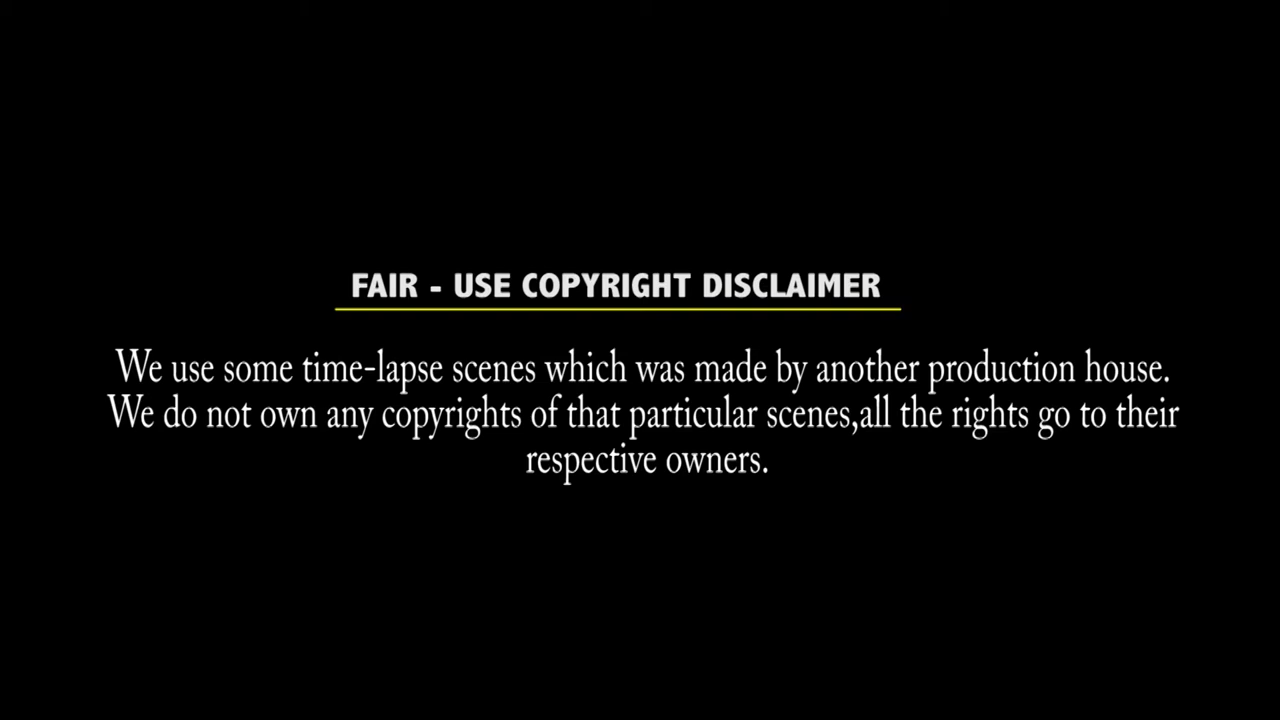 FAIR - USE COPYRIGHT DISCLAIMER
We use some time-lapse scenes which was made by another production house.
We do not own any copyrights of that particular scenes,all the rights go to their
respective owners.